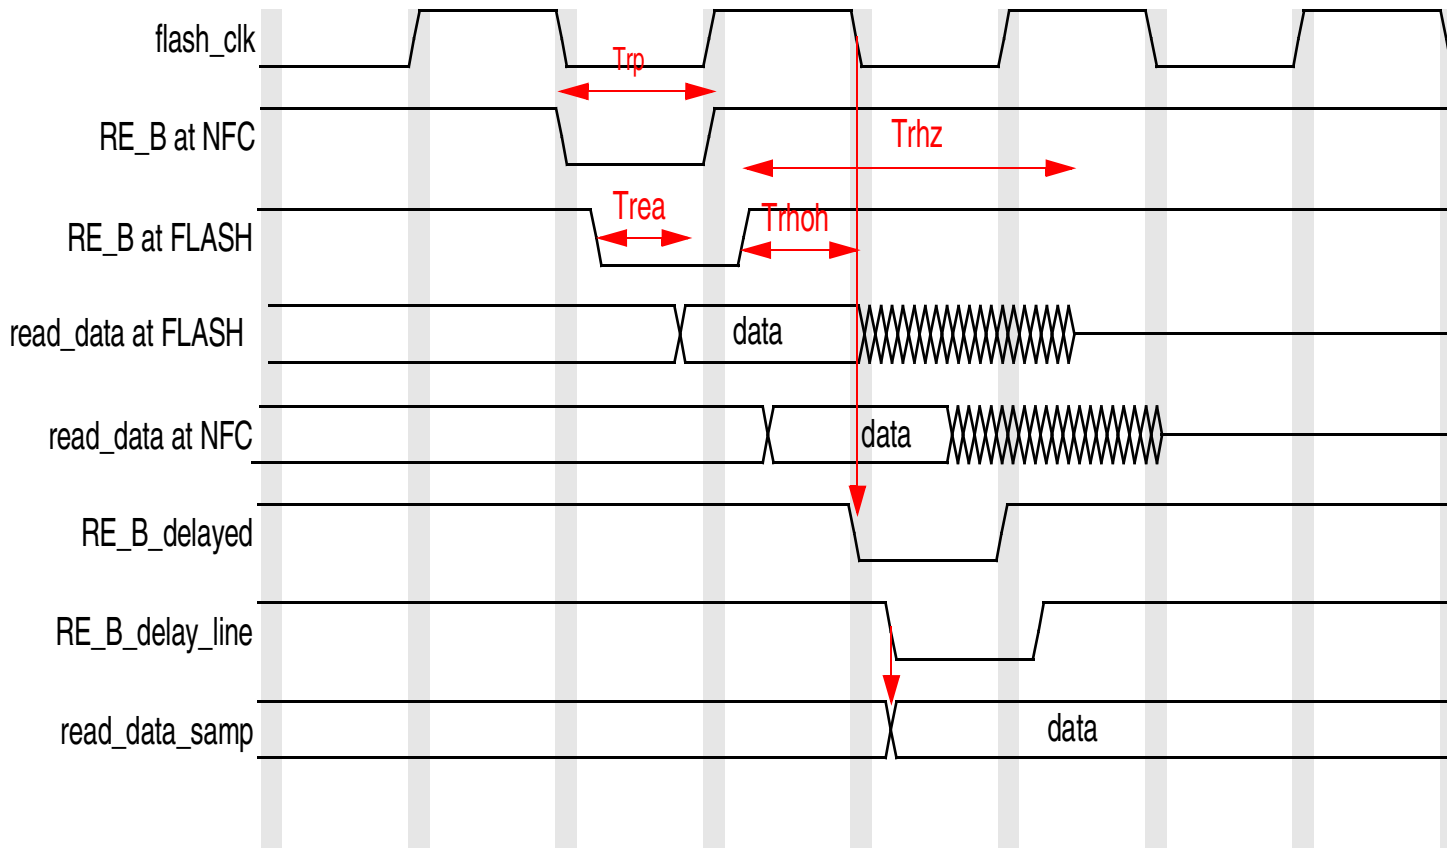 flash_clk
Trp
RE_B at NFC
Trhz
RE_B at FLASH
Trea
Trhoh
read_data at FLASH
data
read_data at NFC
data
RE_B_delayed
RE_B_delay_line
read_data_samp
data